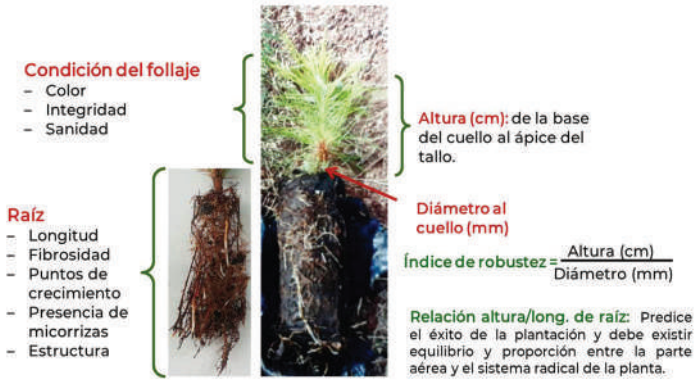 Condición del follaje
– Color
– Integridad
– Sanidad
Raíz
– Longitud
– Fibrosidad
– Puntos de
crecimiento
– Presencia de
micorrizas
– Estructura
Altura (cm): de la base
del cuello al ápice del
tallo.
Diámetro al
cuello (mm)
Índice de robustez = Altura (cm)
Diámetro (mm)
Relación altura/long. de raíz: Predice
el éxito de la plantación y debe existir
equilibrio y proporción entre la parte
aérea y el sistema radical de la planta.